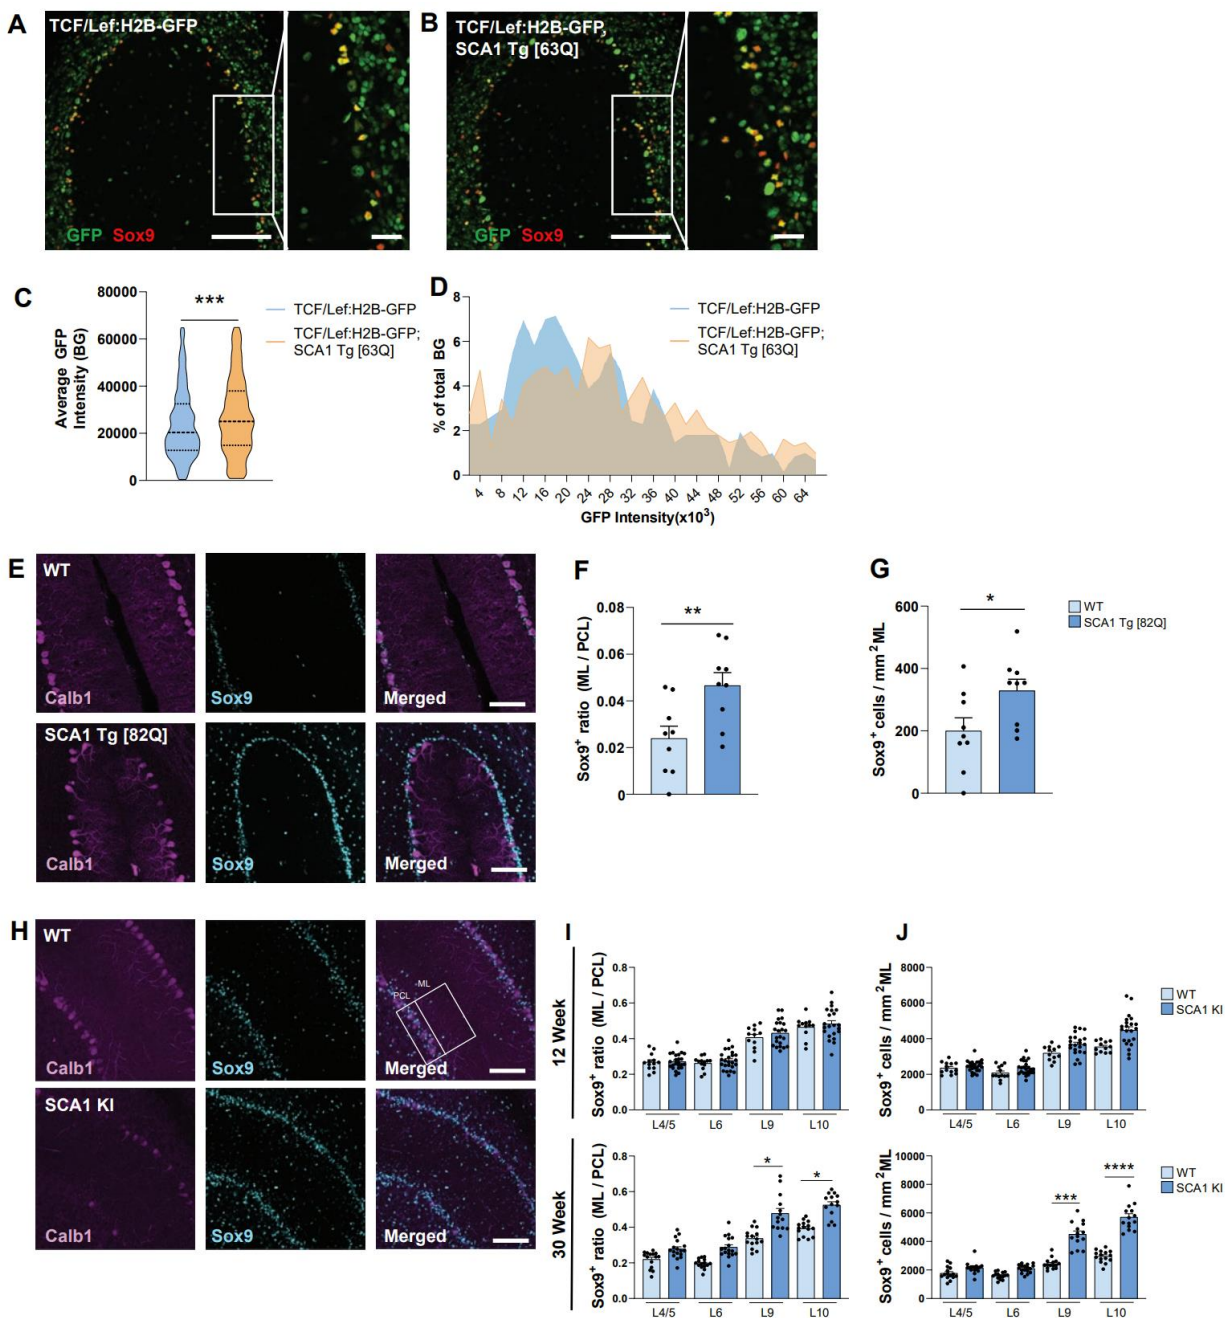 A
TCF/Lef:H2B-GFP
GFP Sox9
B
TCF/Lef:H2B-GFP,
SCA1 Tg [63Q]
GFP Sox9
C
Average GFP
Intensity (BG)
80000
60000
40000
20000
0
***
TCF/Lef:H2B-GFP
TCF/Lef:H2B-GFP;
SCA1 Tg [63Q]
D
% of total BG
8
6
4
2
0
4 8 12 16 20 24 28 32 36 40 44 48 52 56 60 64
GFP Intensity(x10³)
TCF/Lef:H2B-GFP
TCF/Lef:H2B-GFP;
SCA1 Tg [63Q]
E
WT
Calb1
Sox9
Merged
SCA1 Tg [82Q]
Calb1
Sox9
Merged
F
Sox9⁺ ratio (ML / PCL)
0.08
0.06
0.04
0.02
0
**
G
Sox9⁺ cells / mm² ML
600
400
200
0
*
WT
SCA1 Tg [82Q]
H
WT
Calb1
Sox9
PCL
ML
Merged
SCA1 KI
Calb1
Sox9
Merged
I
12 Week
Sox9⁺ ratio (ML / PCL)
0.8
0.6
0.4
0.2
0.0
L4/5 L6 L9 L10
30 Week
Sox9⁺ ratio (ML / PCL)
0.8
0.6
0.4
0.2
0.0
* *
L4/5 L6 L9 L10
J
Sox9⁺ cells / mm² ML
8000
6000
4000
2000
0
L4/5 L6 L9 L10
WT
SCA1 KI
Sox9⁺ cells / mm² ML
10000
8000
6000
4000
2000
0
*** ****
L4/5 L6 L9 L10
WT
SCA1 KI